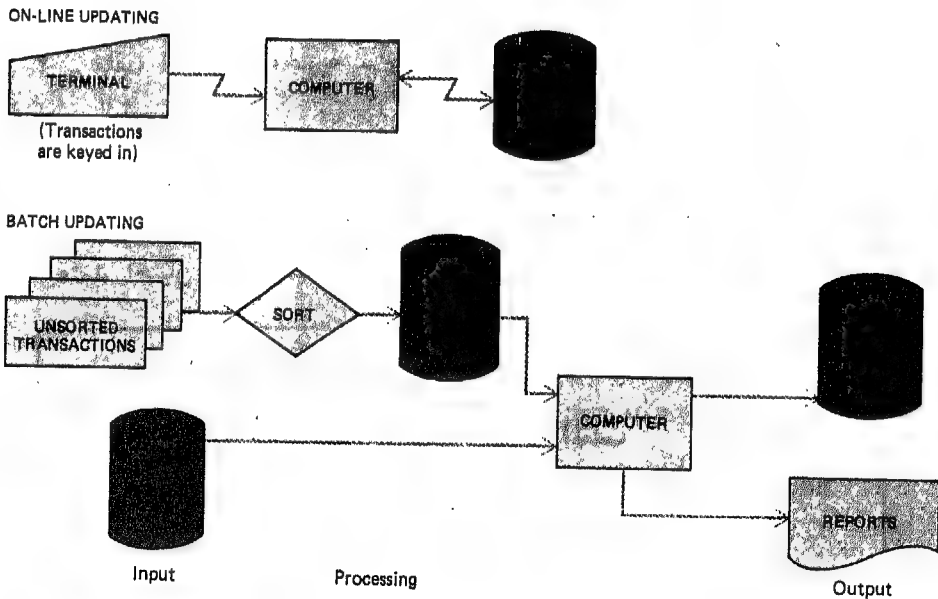 ON-LINE UPDATING
TERMINAL
COMPUTER
(Transactions
are keyed in)
BATCH UPDATING
UNSORTED
TRANSACTIONS
SORT
COMPUTER
REPORTS
Input
Processing
Output